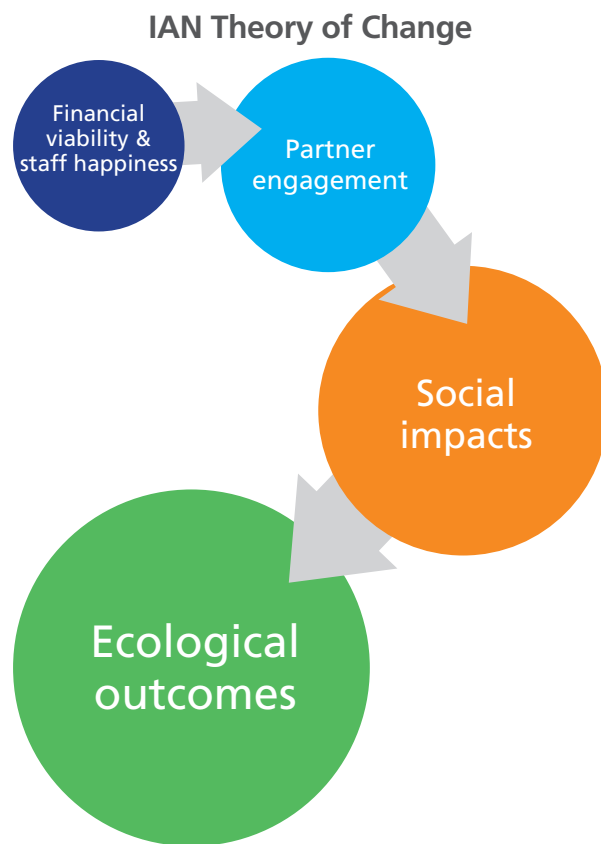 IAN Theory of Change
Financial
viability &
staff happiness
Partner
engagement
Social
impacts
Ecological
outcomes